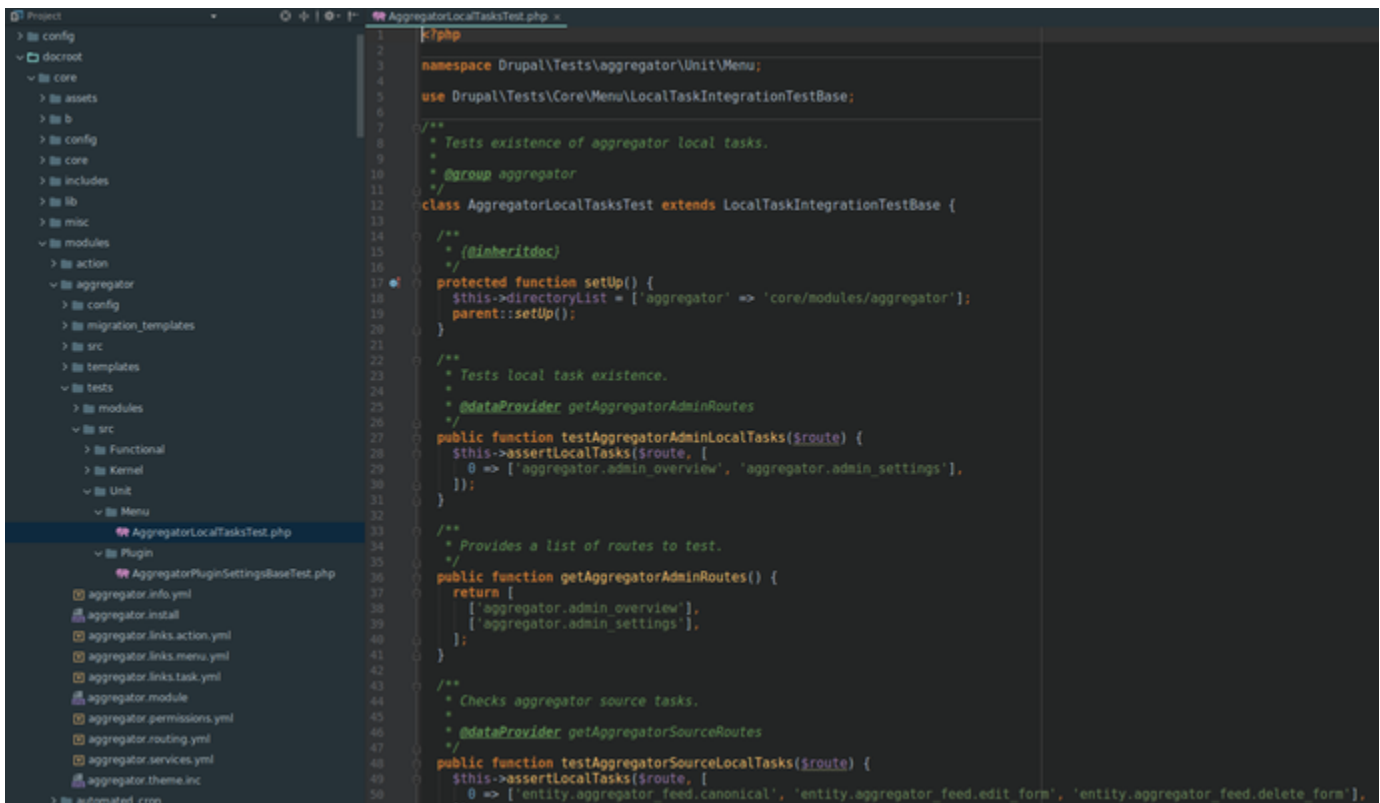 Project
config
docroot
core
assets
b
config
core
includes
lib
misc
modules
action
aggregator
config
migration_templates
src
templates
tests
modules
src
Functional
Kernel
Unit
Menu
AggregatorLocalTasksTest.php
Plugin
AggregatorPluginSettingsBaseTest.php
aggregator.info.yml
aggregator.install
aggregator.links.action.yml
aggregator.links.menu.yml
aggregator.links.task.yml
aggregator.module
aggregator.permissions.yml
aggregator.routing.yml
aggregator.services.yml
aggregator.theme.inc
automated_cron
AggregatorLocalTasksTest.php ×
1 <?php
2
3 namespace Drupal\Tests\aggregator\Unit\Menu;
4
5 use Drupal\Tests\Core\Menu\LocalTaskIntegrationTestBase;
6
7 /**
8 * Tests existence of aggregator local tasks.
9 *
10 * @group aggregator
11 */
12 class AggregatorLocalTasksTest extends LocalTaskIntegrationTestBase {
13
14 /**
15 * {@inheritdoc}
16 */
17 protected function setUp() {
18 $this->directoryList = ['aggregator' => 'core/modules/aggregator'];
19 parent::setUp();
20 }
21
22 /**
23 * Tests local task existence.
24 *
25 * @dataProvider getAggregatorAdminRoutes
26 */
27 public function testAggregatorAdminLocalTasks($route) {
28 $this->assertLocalTasks($route, [
29 0 => ['aggregator.admin_overview', 'aggregator.admin_settings'],
30 ]);
31 }
32
33 /**
34 * Provides a list of routes to test.
35 */
36 public function getAggregatorAdminRoutes() {
37 return [
38 ['aggregator.admin_overview'],
39 ['aggregator.admin_settings'],
40 ];
41 }
42
43 /**
44 * Checks aggregator source tasks.
45 *
46 * @dataProvider getAggregatorSourceRoutes
47 */
48 public function testAggregatorSourceLocalTasks($route) {
49 $this->assertLocalTasks($route, [
50 0 => ['entity.aggregator_feed.canonical', 'entity.aggregator_feed.edit_form', 'entity.aggregator_feed.delete_form'],